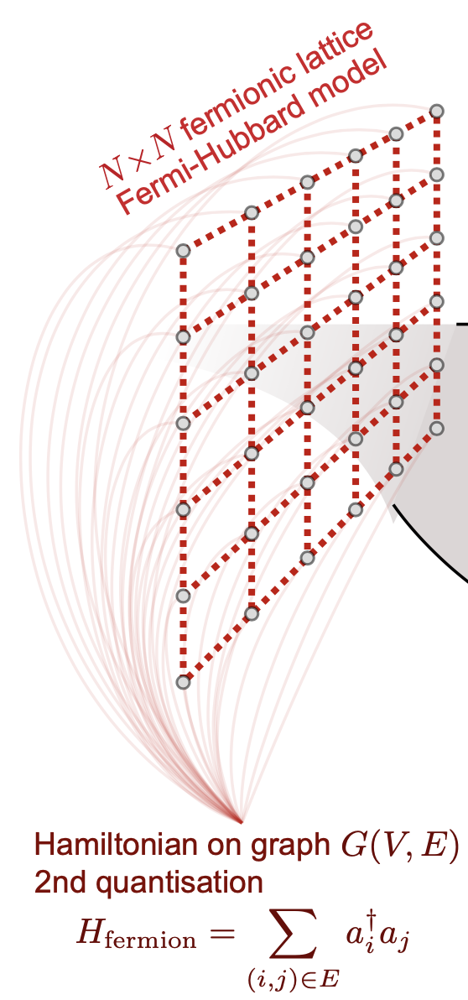 N×N fermionic lattice
Fermi-Hubbard model
Hamiltonian on graph G(V, E)
2nd quantisation
H_fermion = ∑_{(i,j)∈E} a_i^† a_j